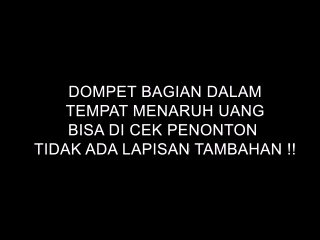 DOMPET BAGIAN DALAM
TEMPAT MENARUH UANG
BISA DI CEK PENONTON
TIDAK ADA LAPISAN TAMBAHAN !!